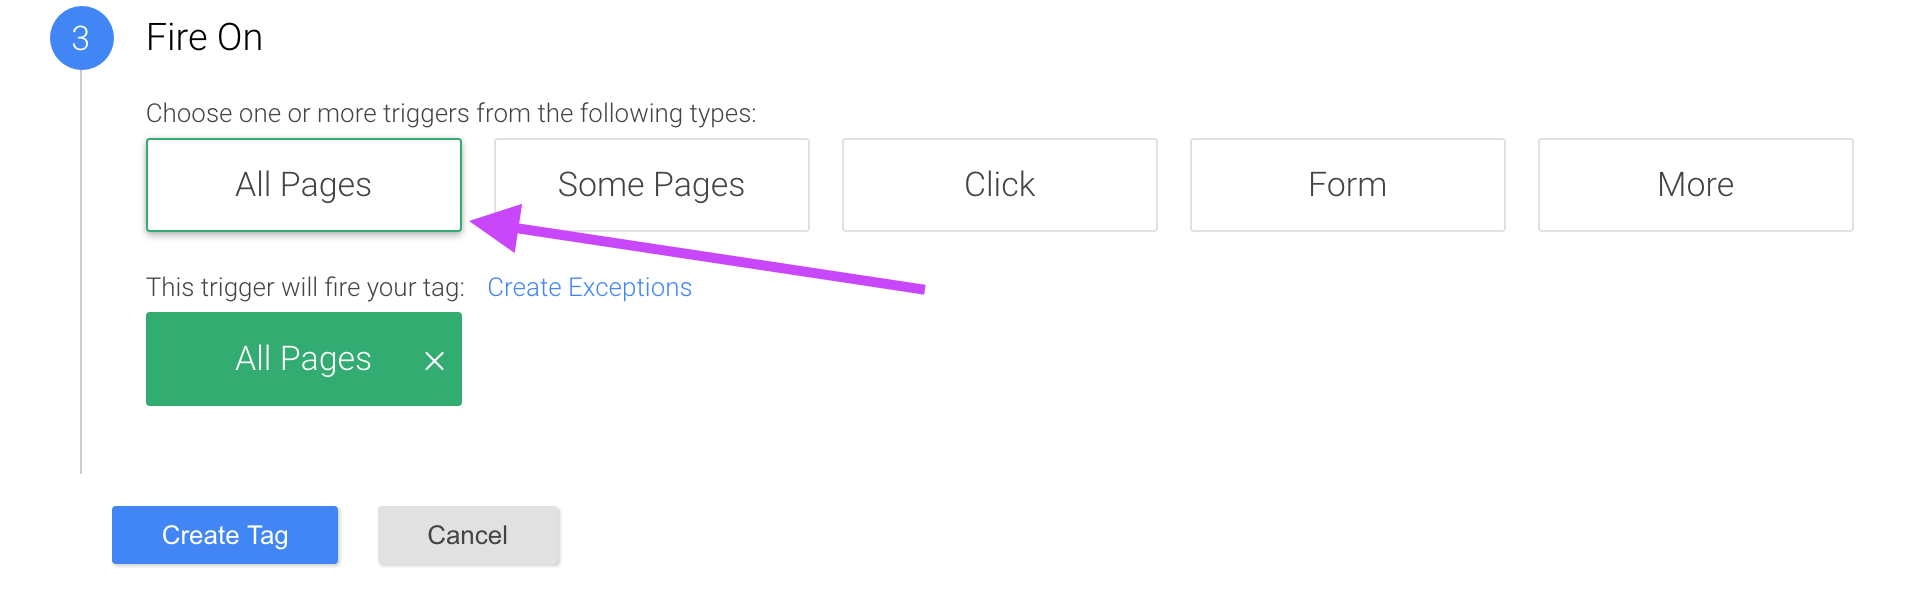 3 Fire On
Choose one or more triggers from the following types:
All Pages Some Pages Click Form More
This trigger will fire your tag: Create Exceptions
All Pages ×
Create Tag Cancel